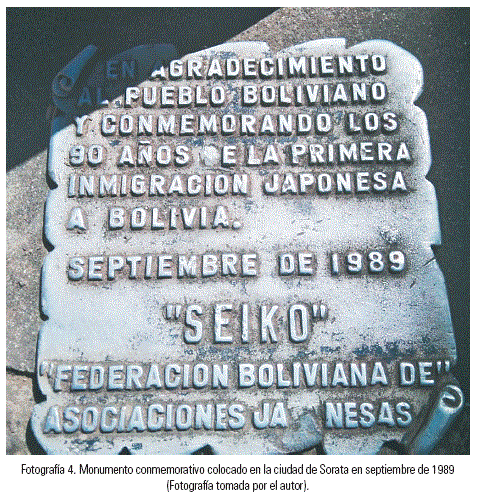 EN AGRADECIMIENTO
AL PUEBLO BOLIVIANO
Y CONMEMORANDO LOS
90 AÑOS DE LA PRIMERA
INMIGRACION JAPONESA
A BOLIVIA.
SEPTIEMBRE DE 1989
"SEIKO"
"FEDERACION BOLIVIANA DE"
ASOCIACIONES JA NESAS
Fotografía 4. Monumento conmemorativo colocado en la ciudad de Sorata en septiembre de 1989
(Fotografía tomada por el autor).